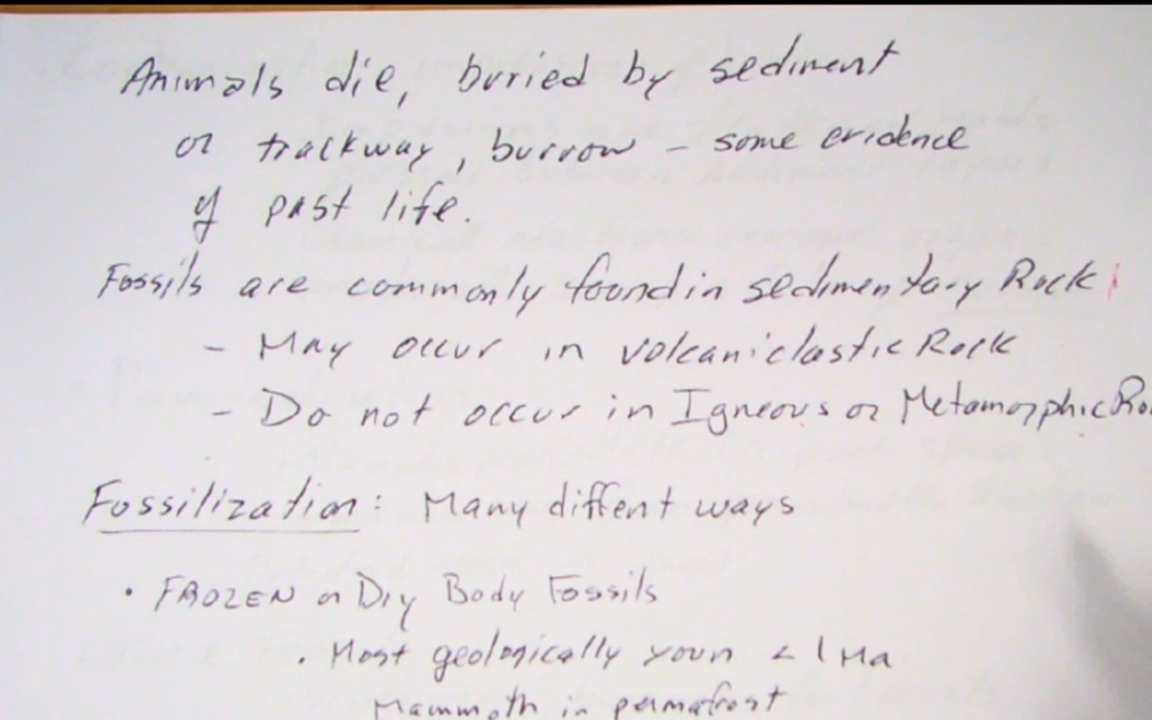 Animals die, buried by sediment
or trackway, burrow - some evidence
of past life.
Fossils are commonly found in sedimentary Rock
- May occur in volcaniclastic Rock
- Do not occur in Igneous or Metamorphic Ro
Fossilization: Many diffent ways
• FROZEN or Dry Body Fossils
• Most geologically youn < 1 Ma
Mammoth in permafrost